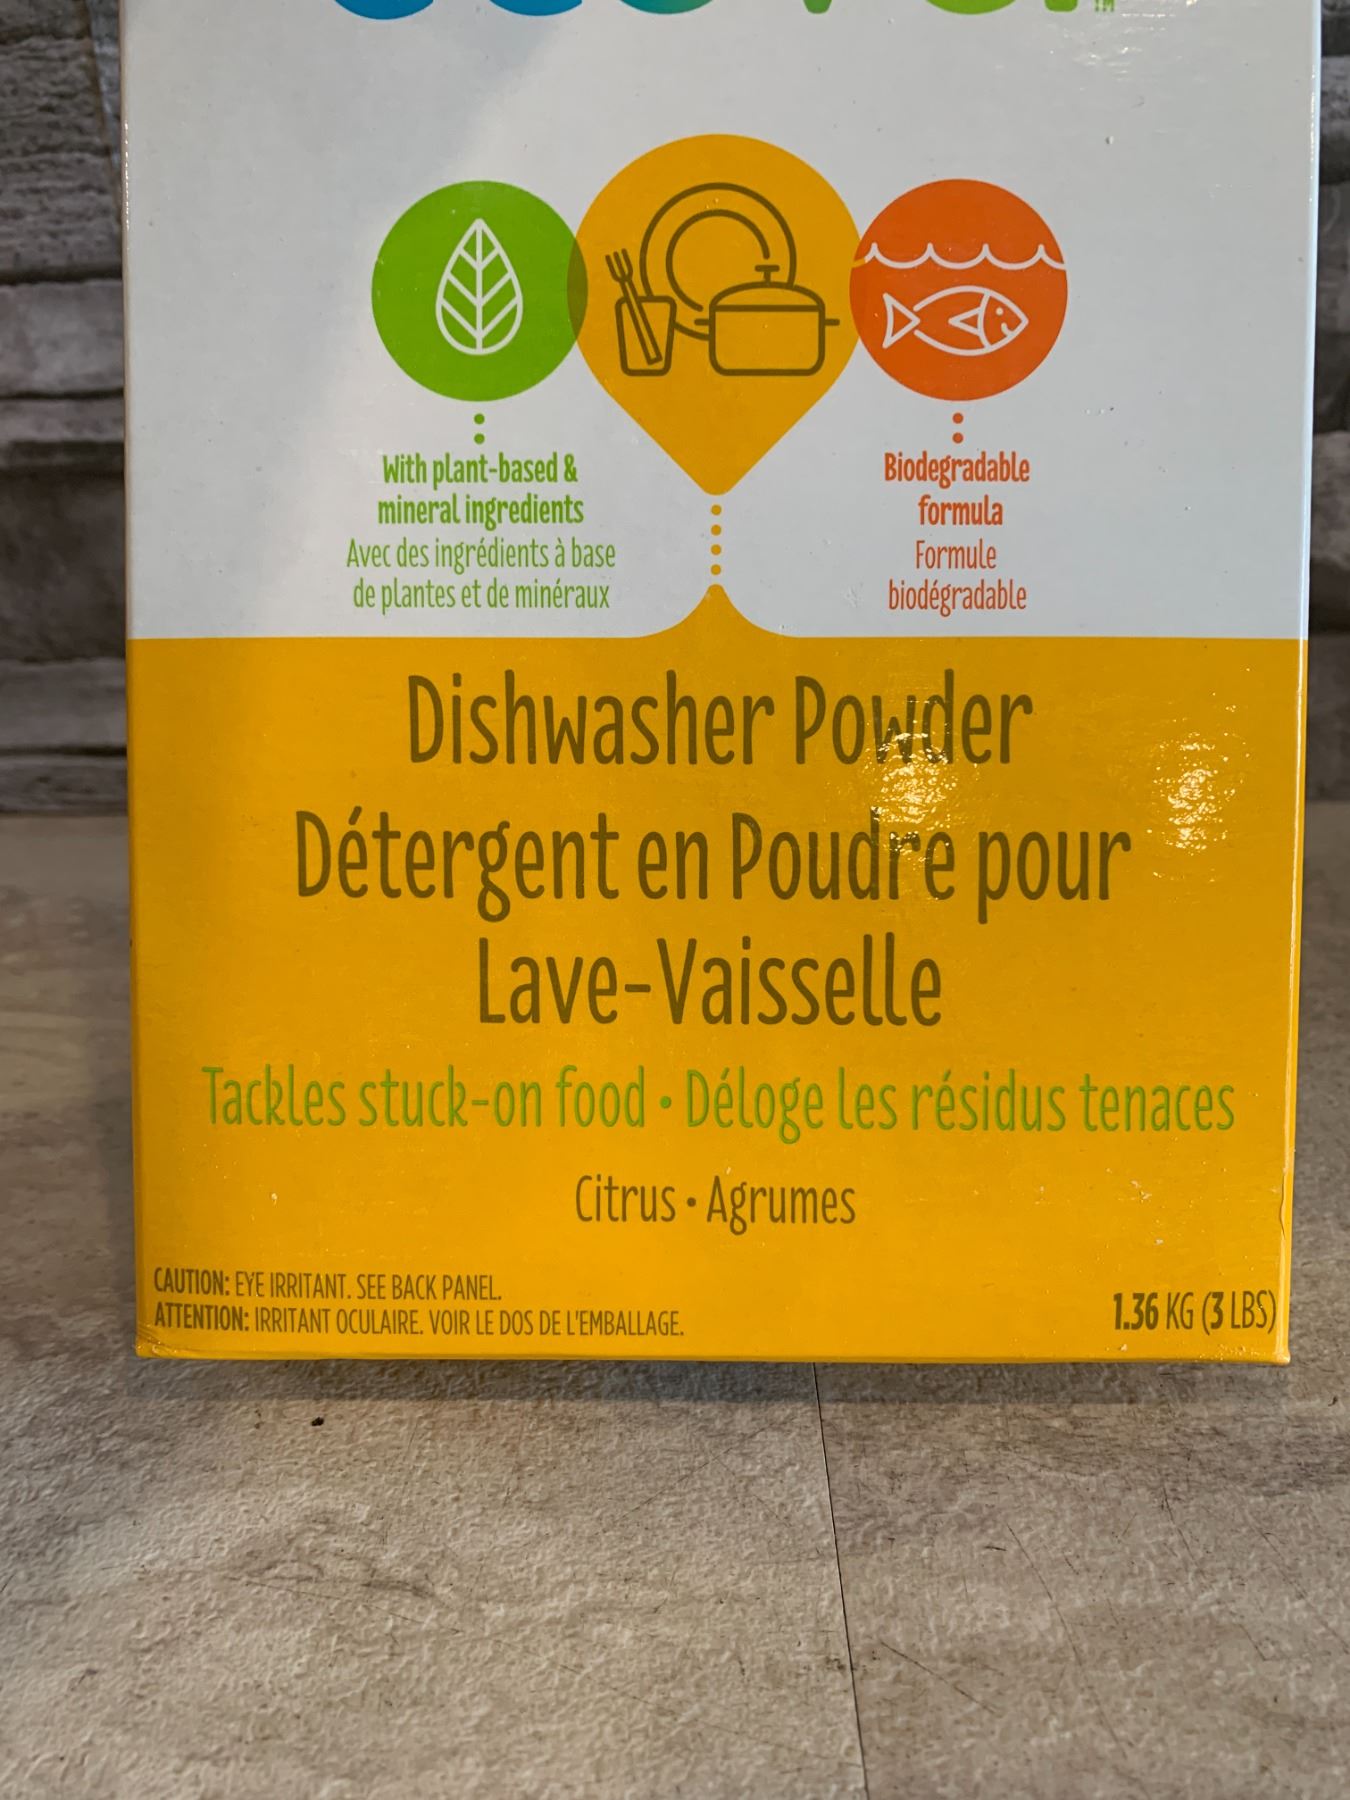 With plant-based &
mineral ingredients
Avec des ingrédients à base
de plantes et de minéraux
Biodegradable
formula
Formule
biodégradable
Dishwasher Powder
Détergent en Poudre pour
Lave-Vaisselle
Tackles stuck-on food • Déloge les résidus tenaces
Citrus • Agrumes
CAUTION: EYE IRRITANT. SEE BACK PANEL.
ATTENTION: IRRITANT OCULAIRE. VOIR LE DOS DE L'EMBALLAGE.
1.36 KG (3 LBS)